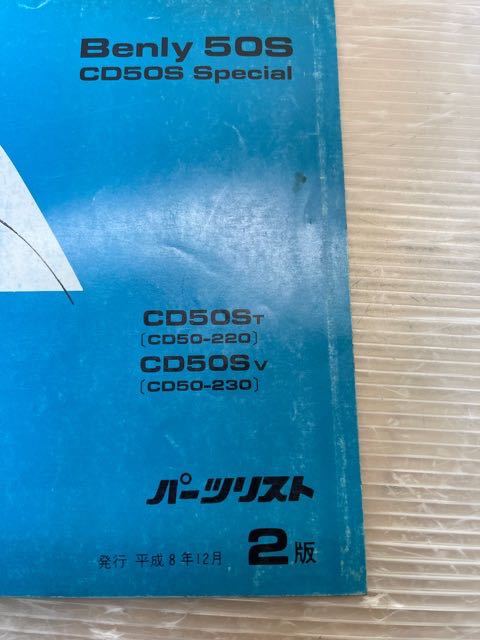 Benly 50S
CD50S Special
CD50ST
〔CD50-220〕
CD50SV
〔CD50-230〕
パーツリスト
発行 平成8年12月 2版